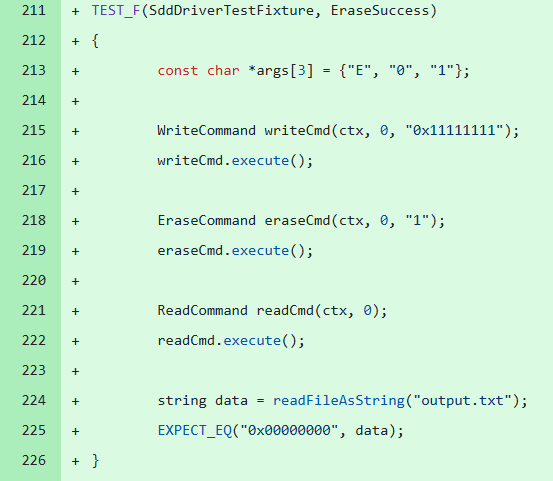 211 + TEST_F(SddDriverTestFixture, EraseSuccess)
212 + {
213 + const char *args[3] = {"E", "0", "1"};
214 +
215 + WriteCommand writeCmd(ctx, 0, "0x11111111");
216 + writeCmd.execute();
217 +
218 + EraseCommand eraseCmd(ctx, 0, "1");
219 + eraseCmd.execute();
220 +
221 + ReadCommand readCmd(ctx, 0);
222 + readCmd.execute();
223 +
224 + string data = readFileAsString("output.txt");
225 + EXPECT_EQ("0x00000000", data);
226 + }